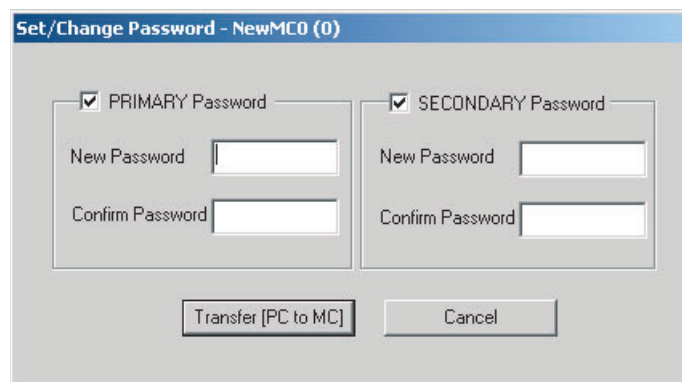 Set/Change Password - NewMC0 (0)
PRIMARY Password
New Password
Confirm Password
SECONDARY Password
New Password
Confirm Password
Transfer [PC to MC]
Cancel